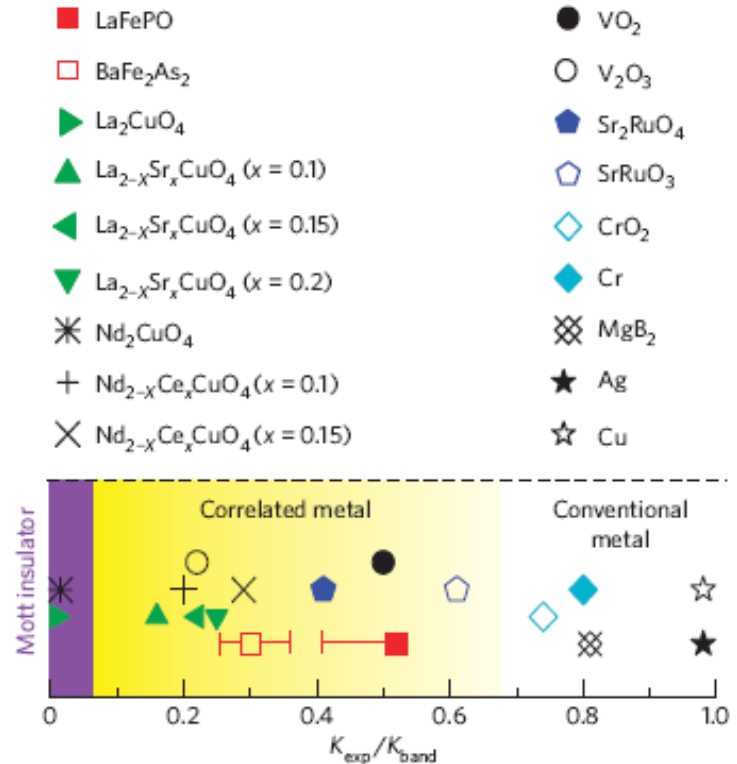 LaFePO
BaFe₂As₂
La₂CuO₄
La₂₋ₓSrₓCuO₄ (x = 0.1)
La₂₋ₓSrₓCuO₄ (x = 0.15)
La₂₋ₓSrₓCuO₄ (x = 0.2)
Nd₂CuO₄
Nd₂₋ₓCeₓCuO₄ (x = 0.1)
Nd₂₋ₓCeₓCuO₄ (x = 0.15)
VO₂
V₂O₃
Sr₂RuO₄
SrRuO₃
CrO₂
Cr
MgB₂
Ag
Cu
Mott insulator
Correlated metal
Conventional
metal
0 0.2 0.4 0.6 0.8 1.0
K_exp/K_band